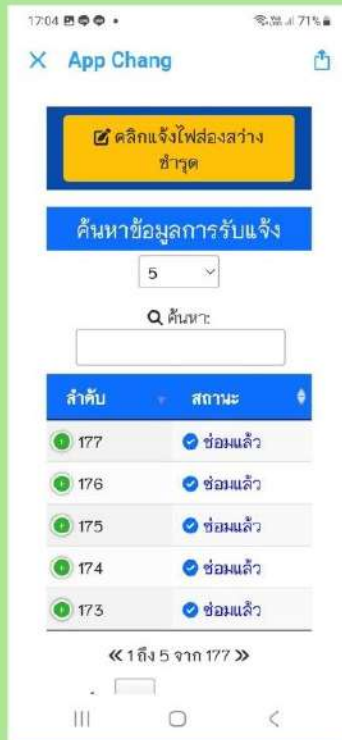 17:04
71%
App Chang
คลิกแจ้งไฟส่องสว่าง
ชำรุด
ค้นหาข้อมูลการรับแจ้ง
5
ค้นหา:
ลำดับ สถานะ
177 ซ่อมแล้ว
176 ซ่อมแล้ว
175 ซ่อมแล้ว
174 ซ่อมแล้ว
173 ซ่อมแล้ว
« 1 ถึง 5 จาก 177 »